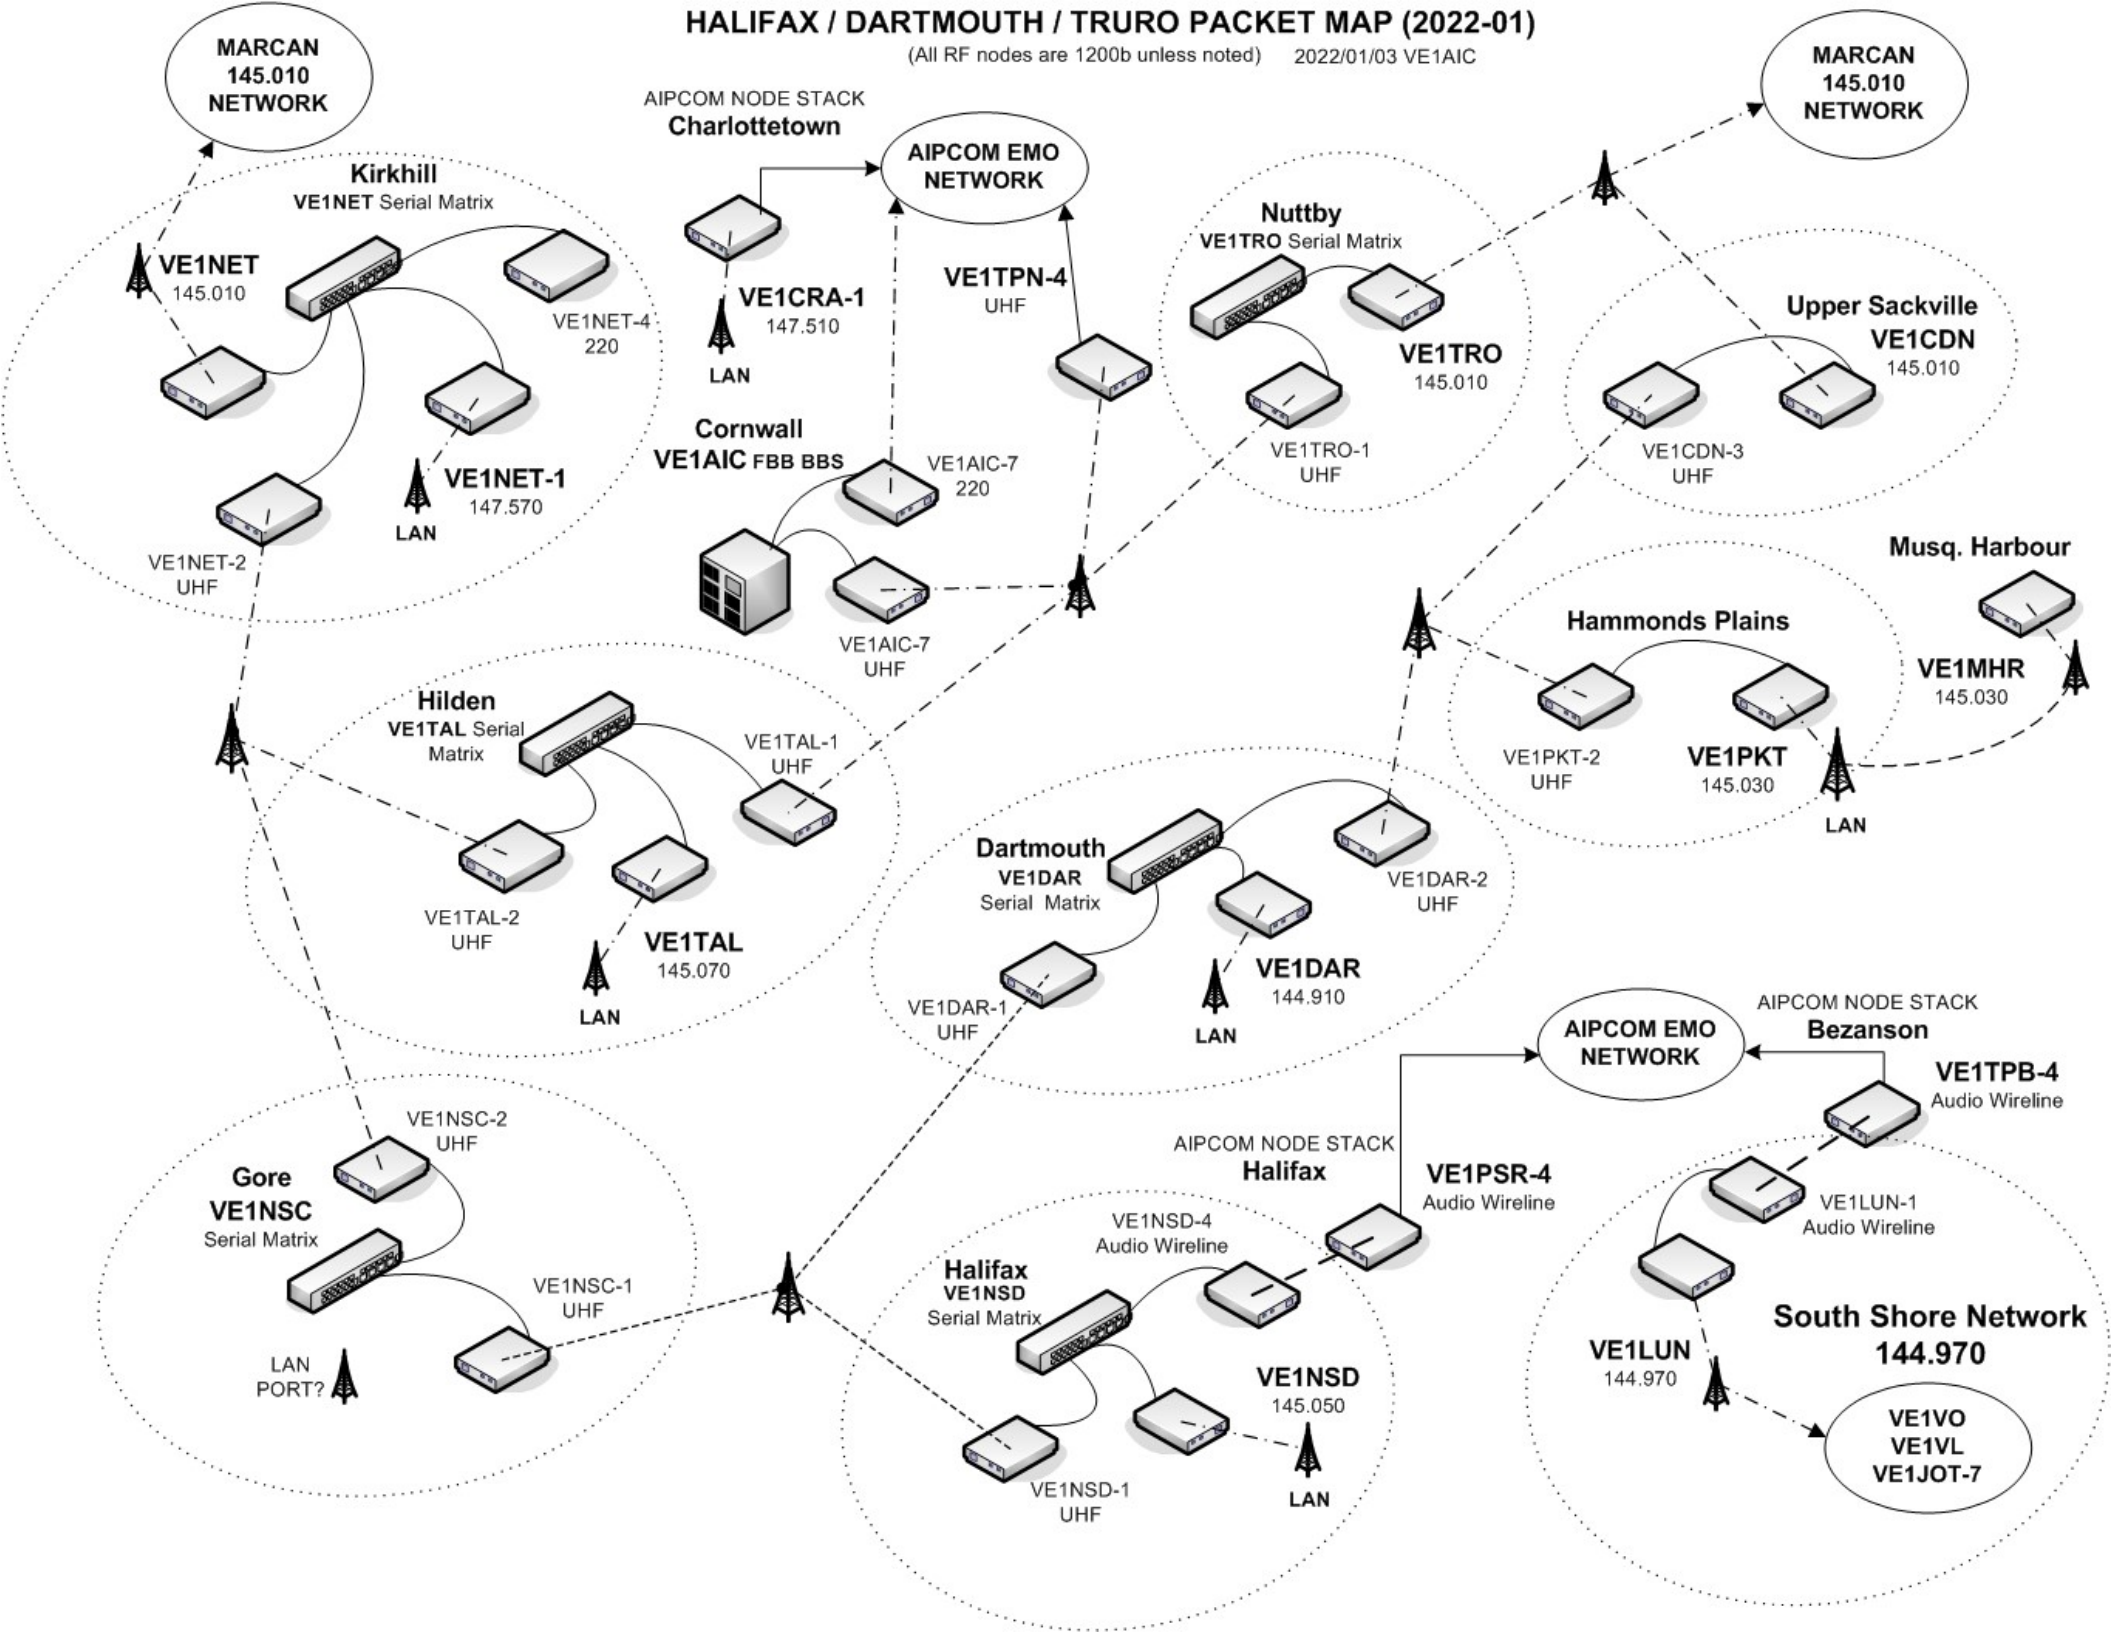 HALIFAX / DARTMOUTH / TRURO PACKET MAP (2022-01)
(All RF nodes are 1200b unless noted)
2022/01/03 VE1AIC
MARCAN
145.010
NETWORK
Kirkhill
VE1NET Serial Matrix
VE1NET
145.010
VE1NET-4
220
VE1NET-1
147.570
LAN
VE1NET-2
UHF
AIPCOM NODE STACK
Charlottetown
AIPCOM EMO
NETWORK
VE1CRA-1
147.510
LAN
VE1TPN-4
UHF
Cornwall
VE1AIC FBB BBS
VE1AIC-7
220
VE1AIC-7
UHF
Nuttby
VE1TRO Serial Matrix
VE1TRO
145.010
VE1TRO-1
UHF
MARCAN
145.010
NETWORK
Upper Sackville
VE1CDN
145.010
VE1CDN-3
UHF
Musq. Harbour
VE1MHR
145.030
Hammonds Plains
VE1PKT-2
UHF
VE1PKT
145.030
LAN
Hilden
VE1TAL Serial
Matrix
VE1TAL-1
UHF
VE1TAL-2
UHF
VE1TAL
145.070
LAN
Dartmouth
VE1DAR
Serial Matrix
VE1DAR-2
UHF
VE1DAR
144.910
LAN
VE1DAR-1
UHF
Gore
VE1NSC
Serial Matrix
VE1NSC-2
UHF
VE1NSC-1
UHF
LAN
PORT?
AIPCOM NODE STACK
Halifax
VE1PSR-4
Audio Wireline
VE1NSD-4
Audio Wireline
Halifax
VE1NSD
Serial Matrix
VE1NSD
145.050
LAN
VE1NSD-1
UHF
AIPCOM EMO
NETWORK
AIPCOM NODE STACK
Bezanson
VE1TPB-4
Audio Wireline
VE1LUN-1
Audio Wireline
South Shore Network
144.970
VE1LUN
144.970
VE1VO
VE1VL
VE1JOT-7